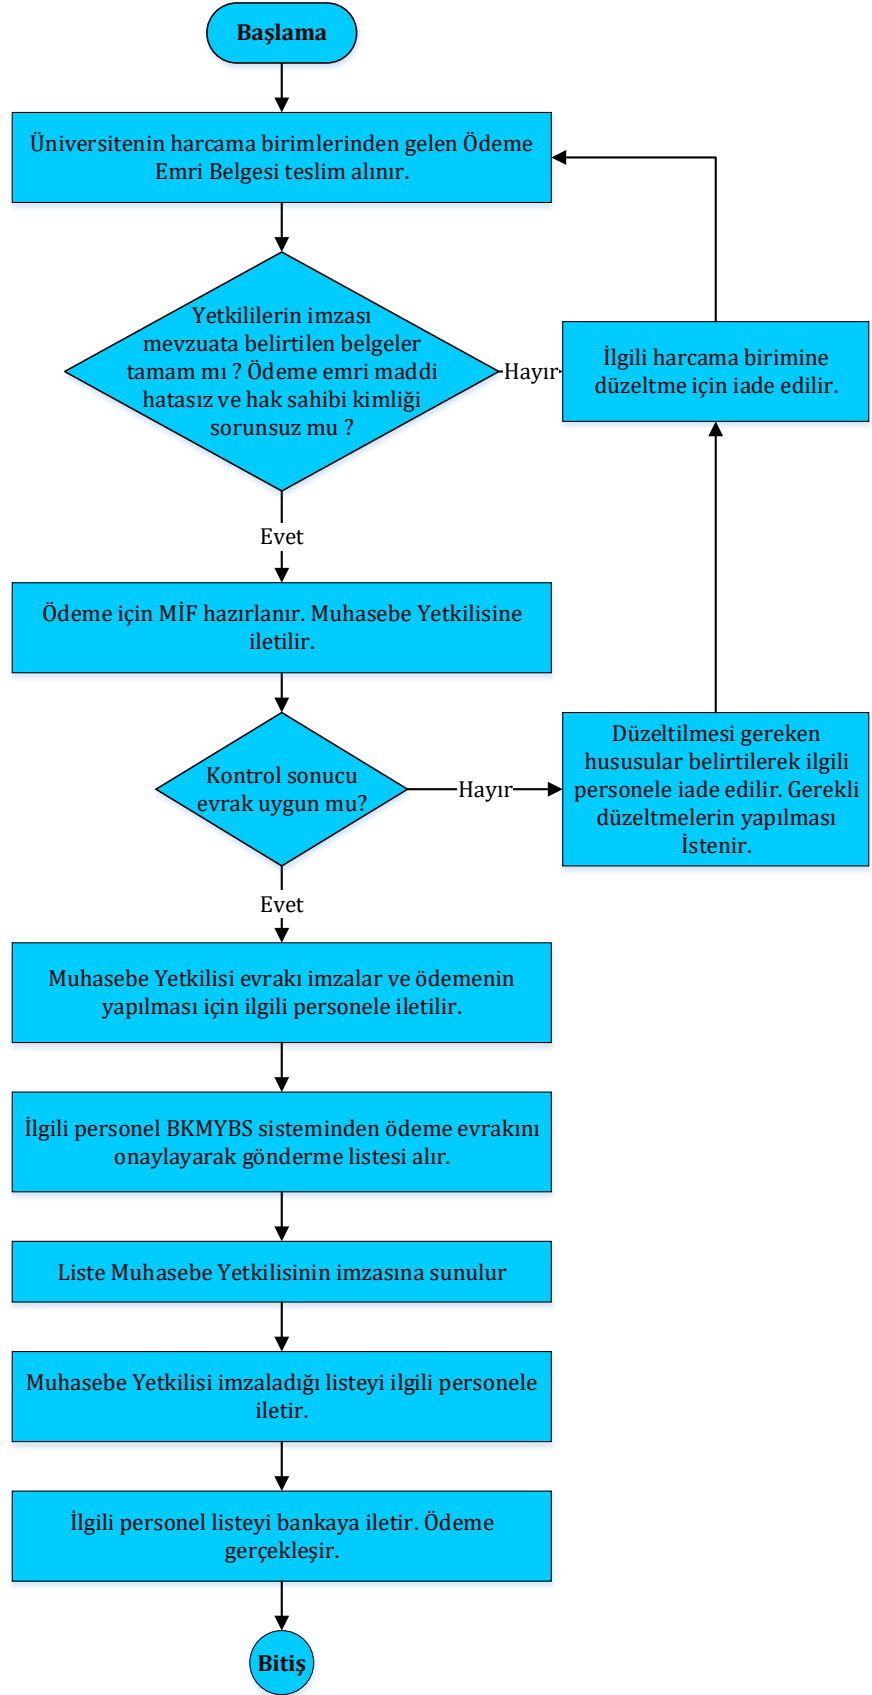 Başlama
Üniversitenin harcama birimlerinden gelen Ödeme
Emri Belgesi teslim alınır.
Yetkililerin imzası
mevzuata belirtilen belgeler
tamam mı ? Ödeme emri maddi
hatasız ve hak sahibi kimliği
sorunsuz mu ?
Hayır
İlgili harcama birimine
düzeltme için iade edilir.
Evet
Ödeme için MİF hazırlanır. Muhasebe Yetkilisine
iletilir.
Kontrol sonucu
evrak uygun mu?
Hayır
Düzeltilmesi gereken
hususular belirtilerek ilgili
personele iade edilir. Gerekli
düzeltmelerin yapılması
İstenir.
Evet
Muhasebe Yetkilisi evrakı imzalar ve ödemenin
yapılması için ilgili personele iletilir.
İlgili personel BKMYBS sisteminden ödeme evrakını
onaylayarak gönderme listesi alır.
Liste Muhasebe Yetkilisinin imzasına sunulur
Muhasebe Yetkilisi imzaladığı listeyi ilgili personele
iletir.
İlgili personel listeyi bankaya iletir. Ödeme
gerçekleşir.
Bitiş